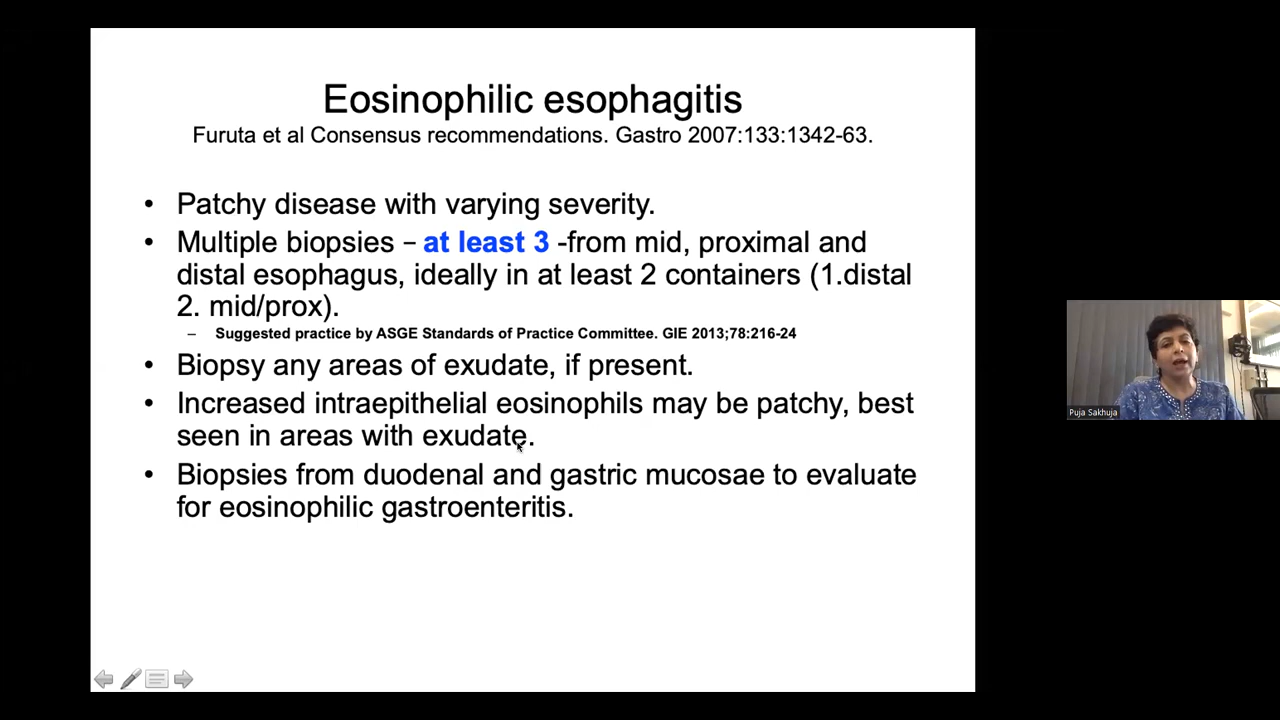 Eosinophilic esophagitis
Furuta et al Consensus recommendations. Gastro 2007:133:1342-63.
• Patchy disease with varying severity.
• Multiple biopsies – at least 3 -from mid, proximal and
distal esophagus, ideally in at least 2 containers (1.distal
2. mid/prox).
– Suggested practice by ASGE Standards of Practice Committee. GIE 2013;78:216-24
• Biopsy any areas of exudate, if present.
• Increased intraepithelial eosinophils may be patchy, best
seen in areas with exudate.
• Biopsies from duodenal and gastric mucosae to evaluate
for eosinophilic gastroenteritis.
Puja Sakhuja